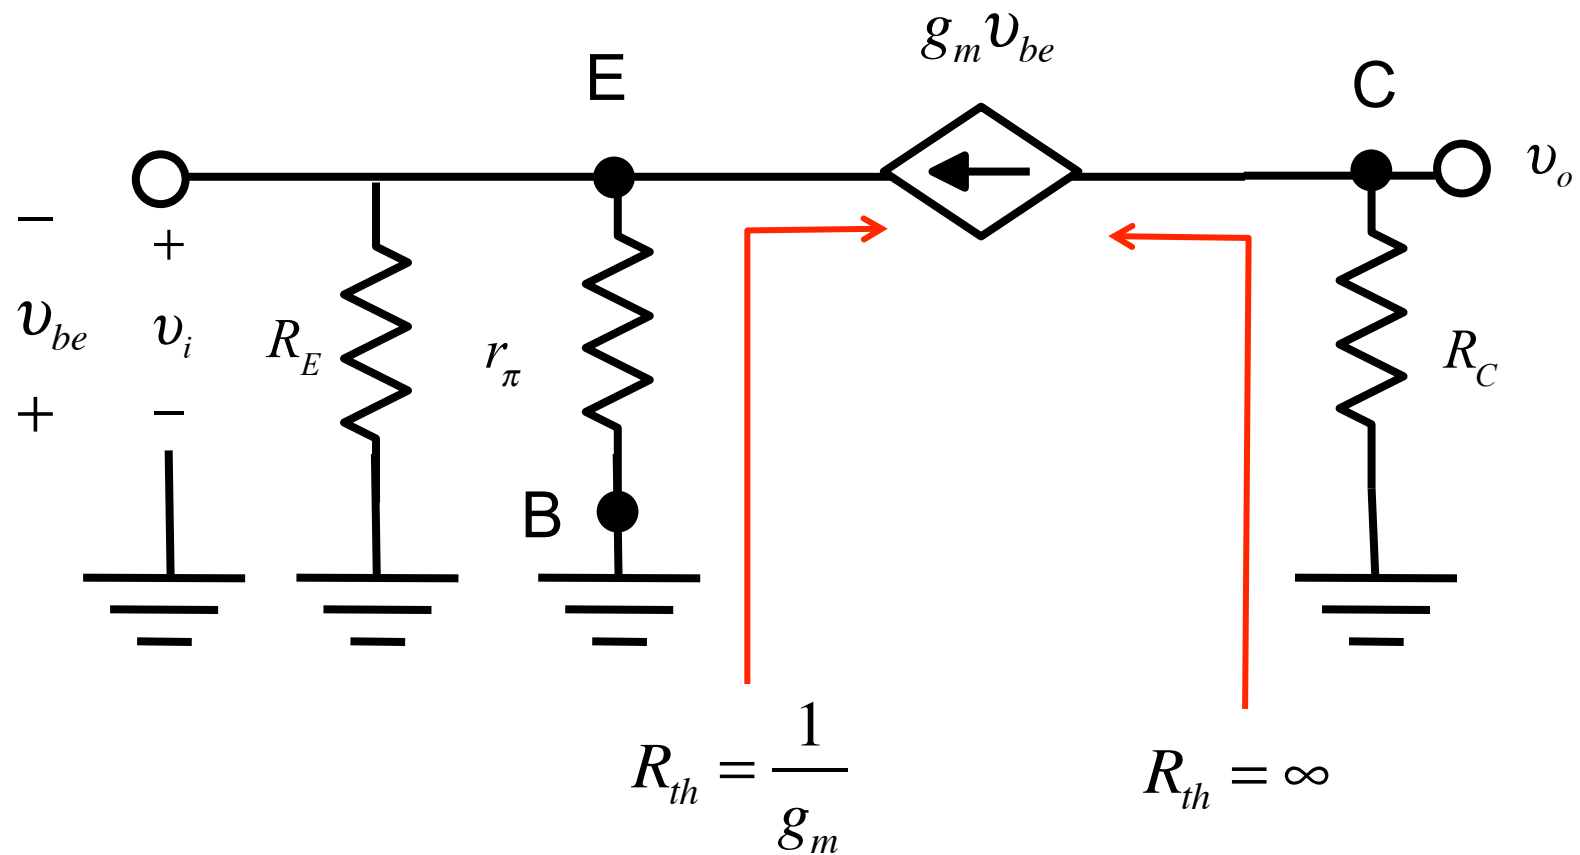 g_m υ_be
E
C
υ_o
−
+
υ_be
υ_i
R_E
r_π
R_C
+
−
B
R_th = 1/g_m
R_th = ∞